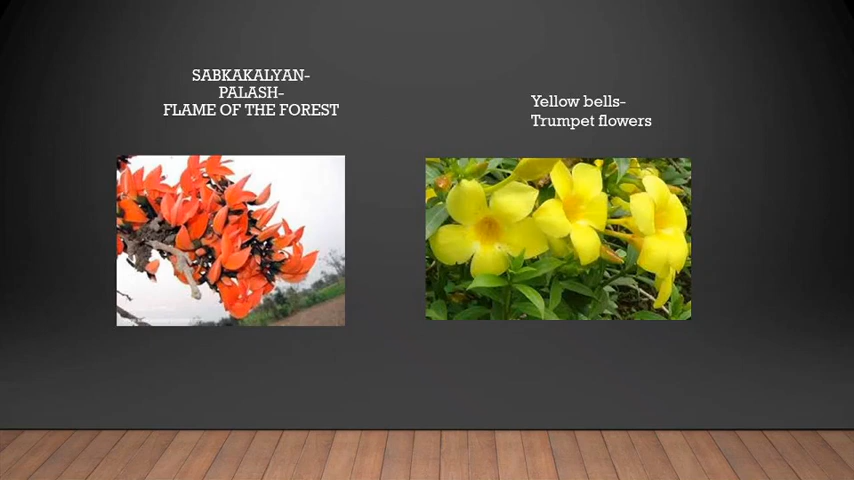 SABKAKALYAN-
PALASH-
FLAME OF THE FOREST
Yellow bells-
Trumpet flowers